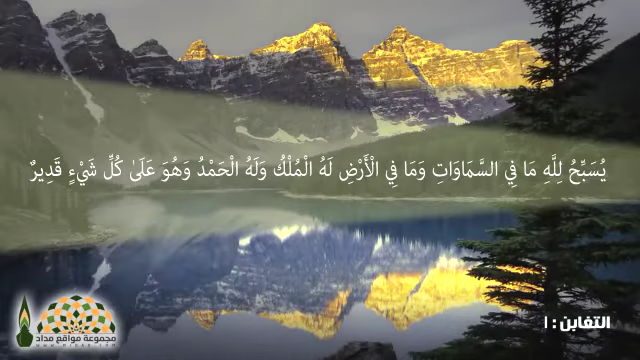 يُسَبِّحُ لِلَّهِ مَا فِي السَّمَاوَاتِ وَمَا فِي الْأَرْضِ لَهُ الْمُلْكُ وَلَهُ الْحَمْدُ وَهُوَ عَلَىٰ كُلِّ شَيْءٍ قَدِيرٌ
التغابن : ١
مجموعة مواقع مداد